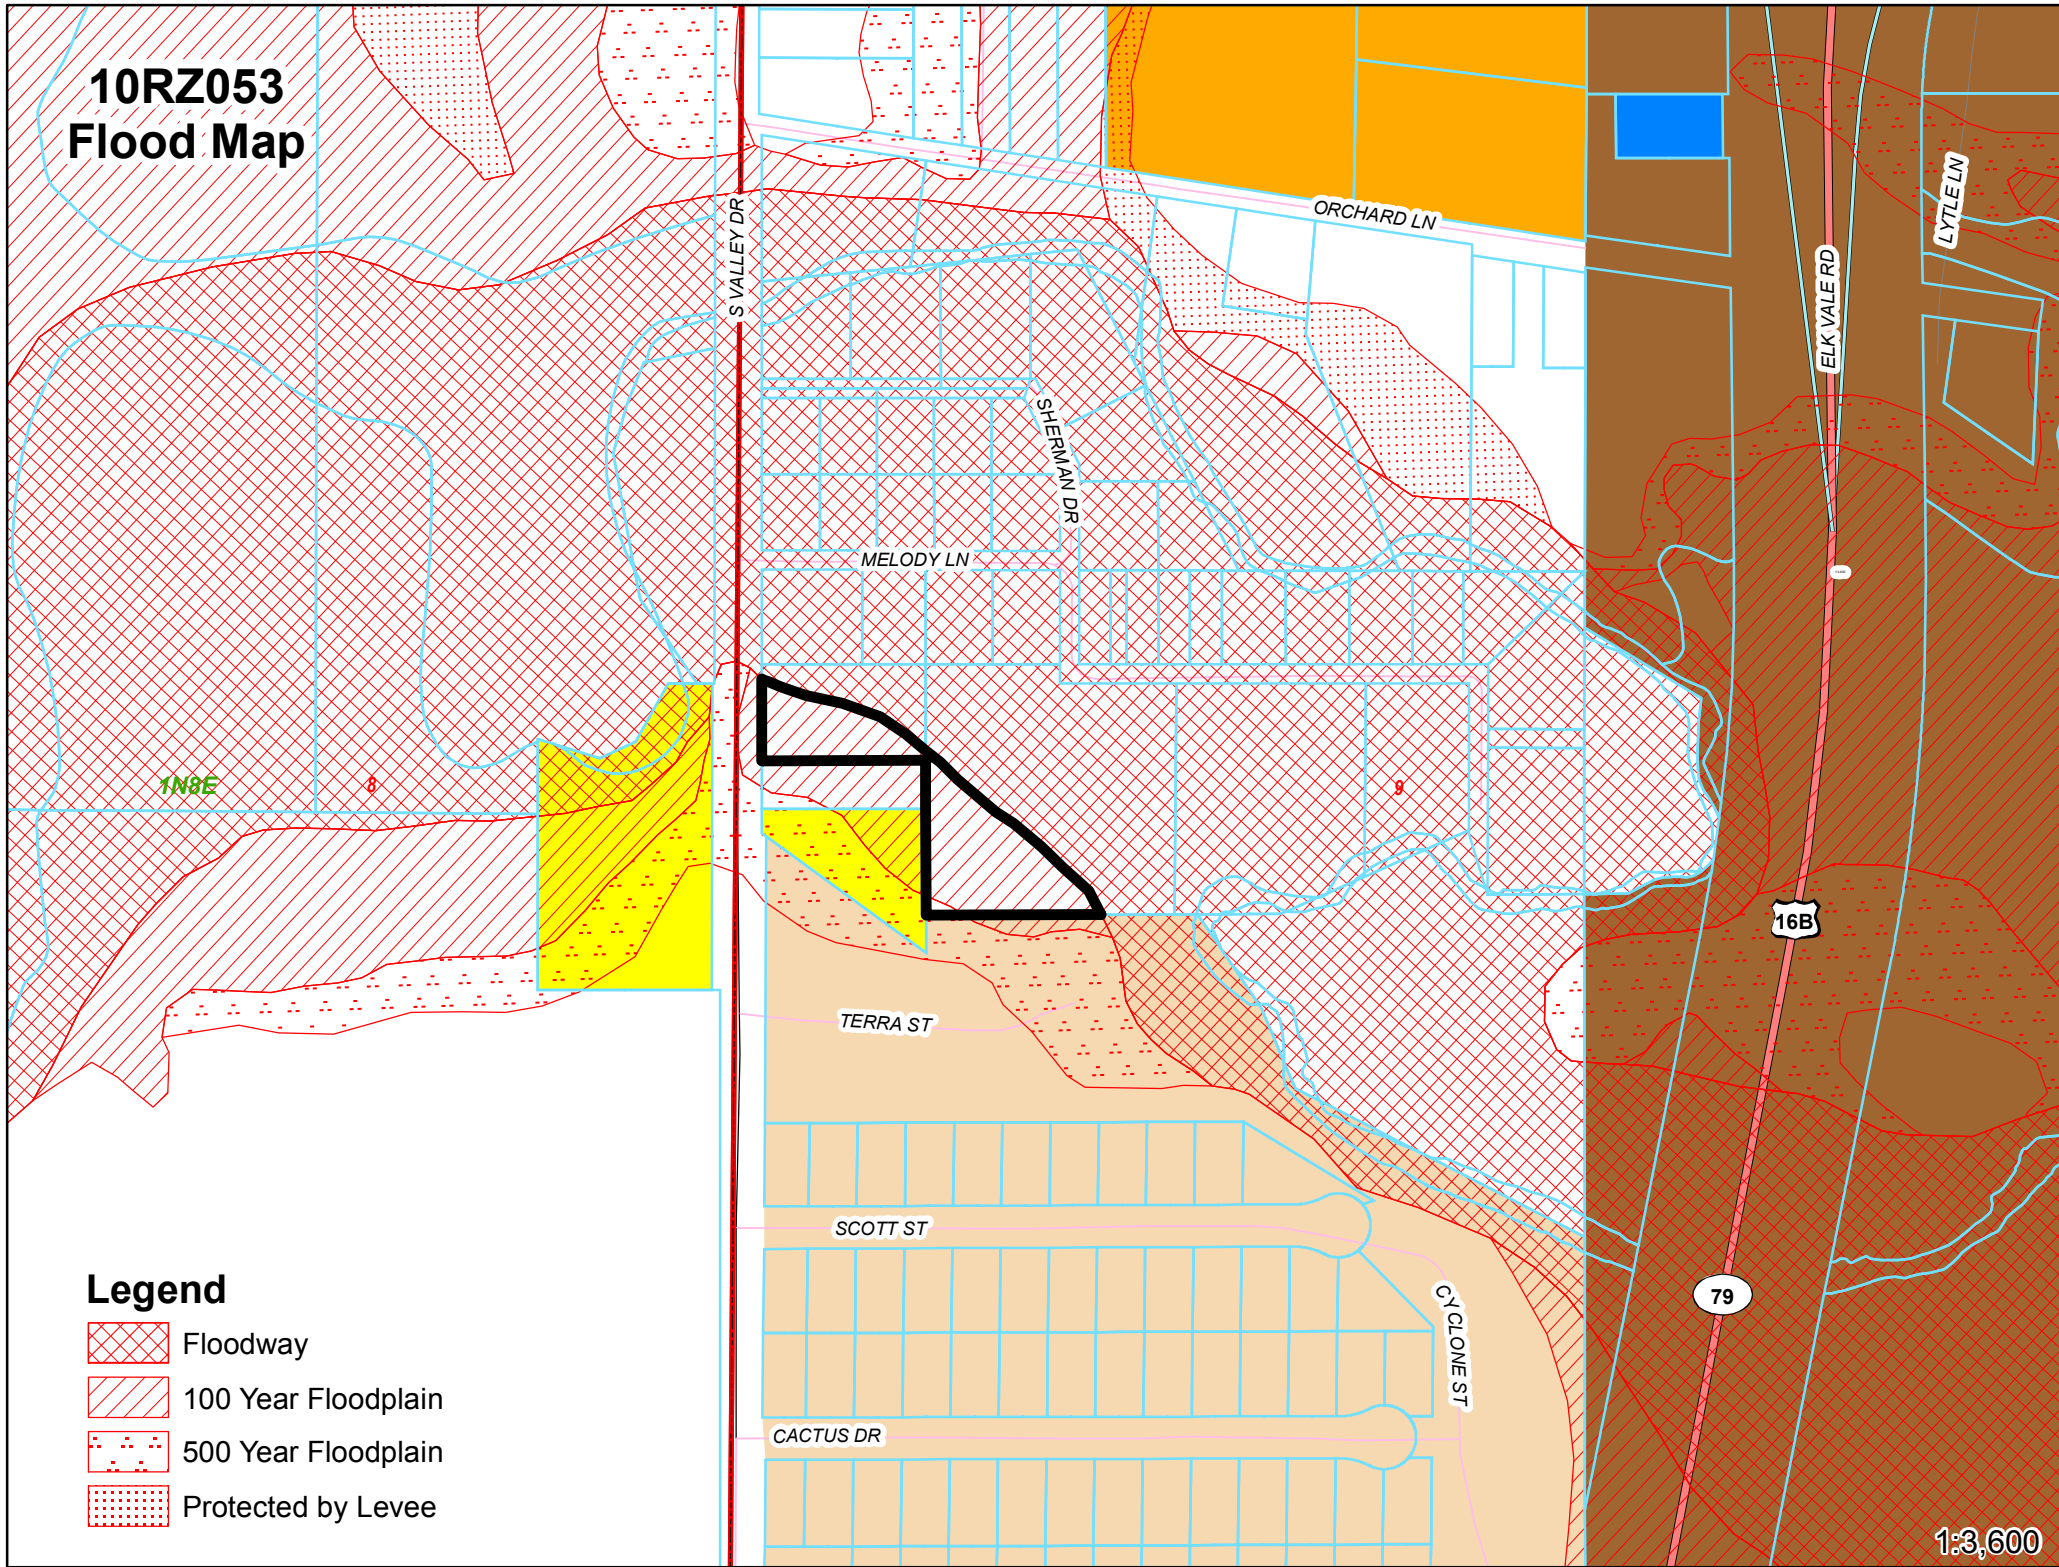 10RZ053
Flood Map
S VALLEY DR
ORCHARD LN
LYTLE LN
ELK VALE RD
SHERMAN DR
MELODY LN
1N8E
8
9
16B
TERRA ST
SCOTT ST
CYCLONE ST
79
CACTUS DR
Legend
Floodway
100 Year Floodplain
500 Year Floodplain
Protected by Levee
1:3,600